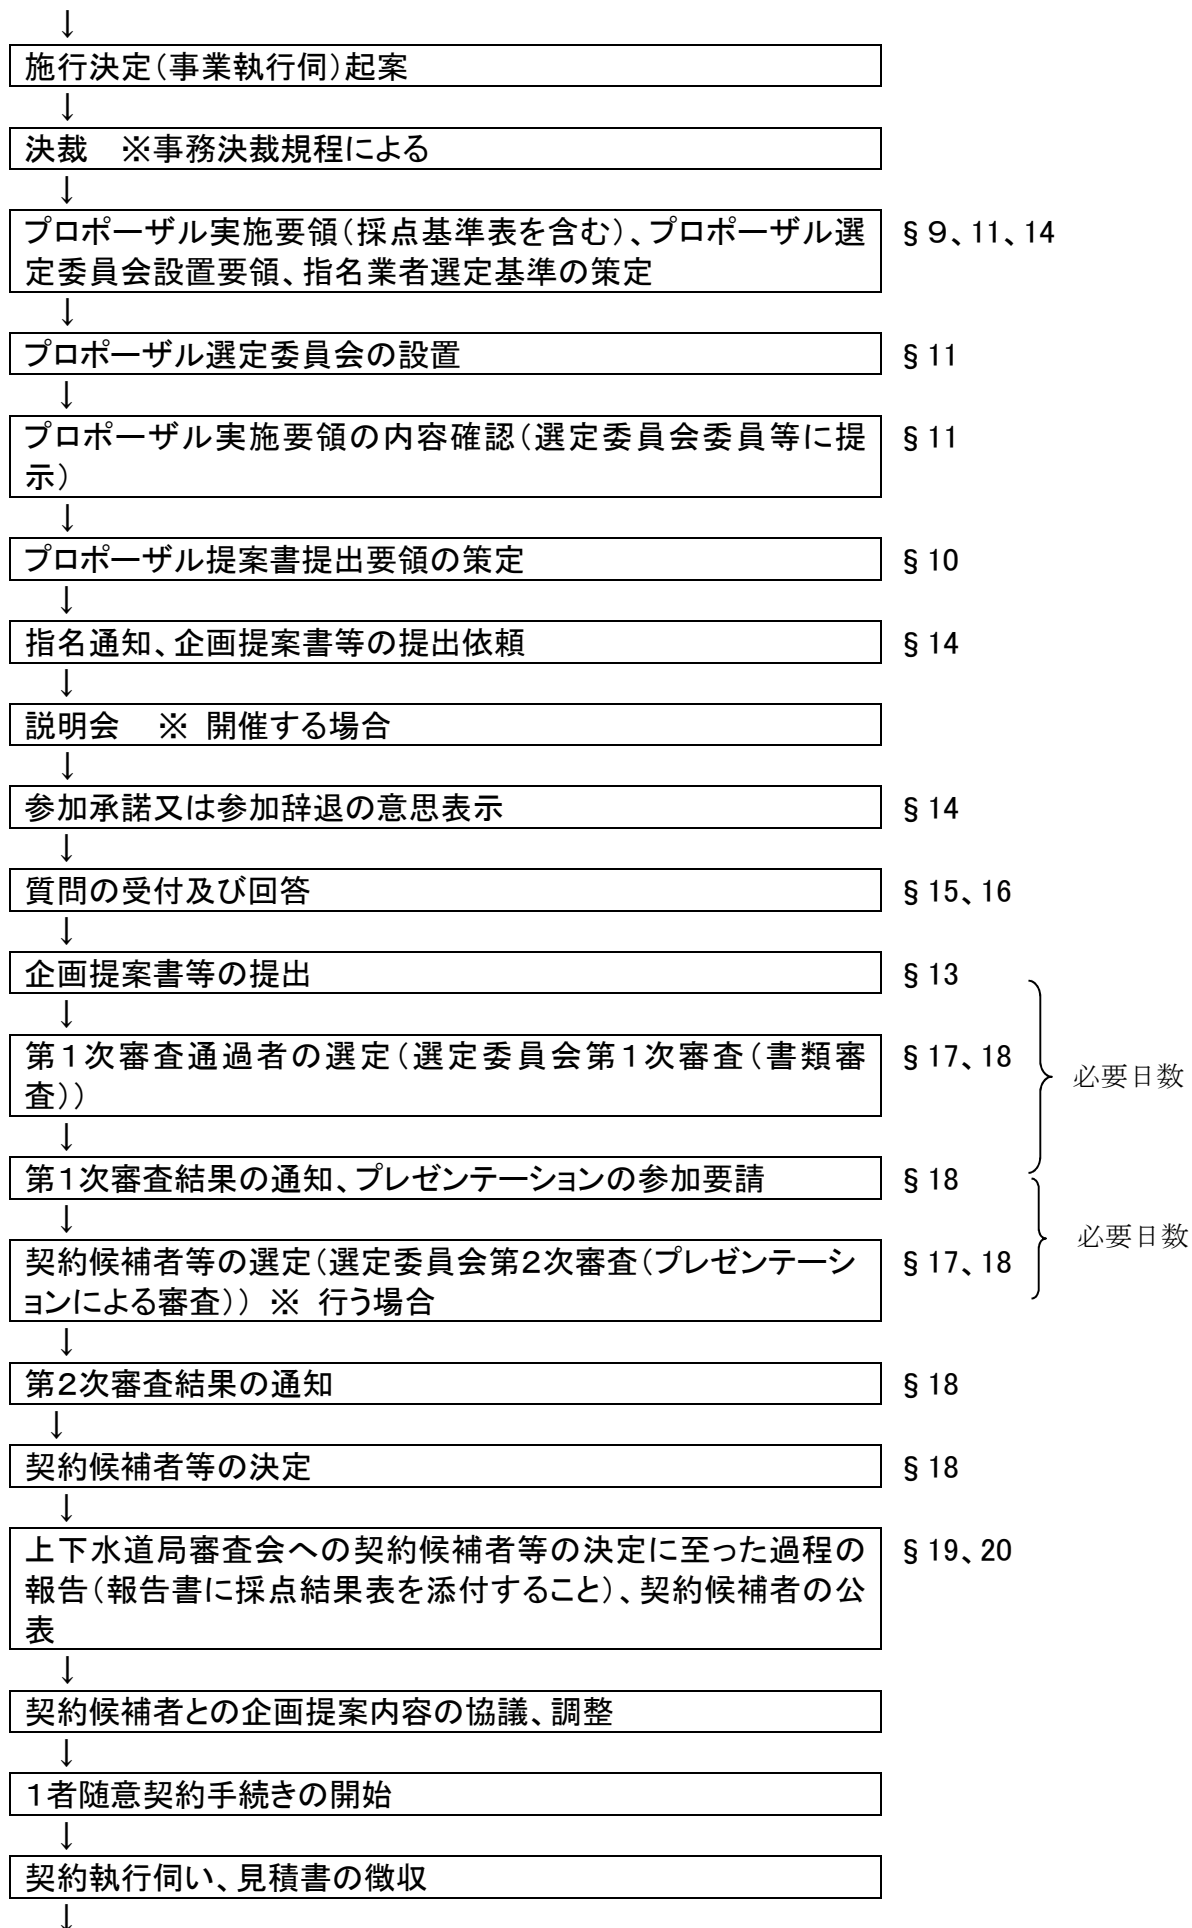 ↓
施行決定(事業執行伺)起案
↓
決裁　※事務決裁規程による
↓
プロポーザル実施要領(採点基準表を含む)、プロポーザル選 §９、11、14
定委員会設置要領、指名業者選定基準の策定
↓
プロポーザル選定委員会の設置 §11
↓
プロポーザル実施要領の内容確認(選定委員会委員等に提 §11
示)
↓
プロポーザル提案書提出要領の策定 §10
↓
指名通知、企画提案書等の提出依頼 §14
↓
説明会　※ 開催する場合
↓
参加承諾又は参加辞退の意思表示 §14
↓
質問の受付及び回答 §15、16
↓
企画提案書等の提出 §13
↓
第１次審査通過者の選定(選定委員会第１次審査(書類審 §17、18
査)) 必要日数
↓
第１次審査結果の通知、プレゼンテーションの参加要請 §18
↓ 必要日数
契約候補者等の選定(選定委員会第２次審査(プレゼンテーシ §17、18
ョンによる審査)) ※ 行う場合
↓
第２次審査結果の通知 §18
↓
契約候補者等の決定 §18
↓
上下水道局審査会への契約候補者等の決定に至った過程の §19、20
報告(報告書に採点結果表を添付すること)、契約候補者の公
表
↓
契約候補者との企画提案内容の協議、調整
↓
１者随意契約手続きの開始
↓
契約執行伺い、見積書の徴収
↓